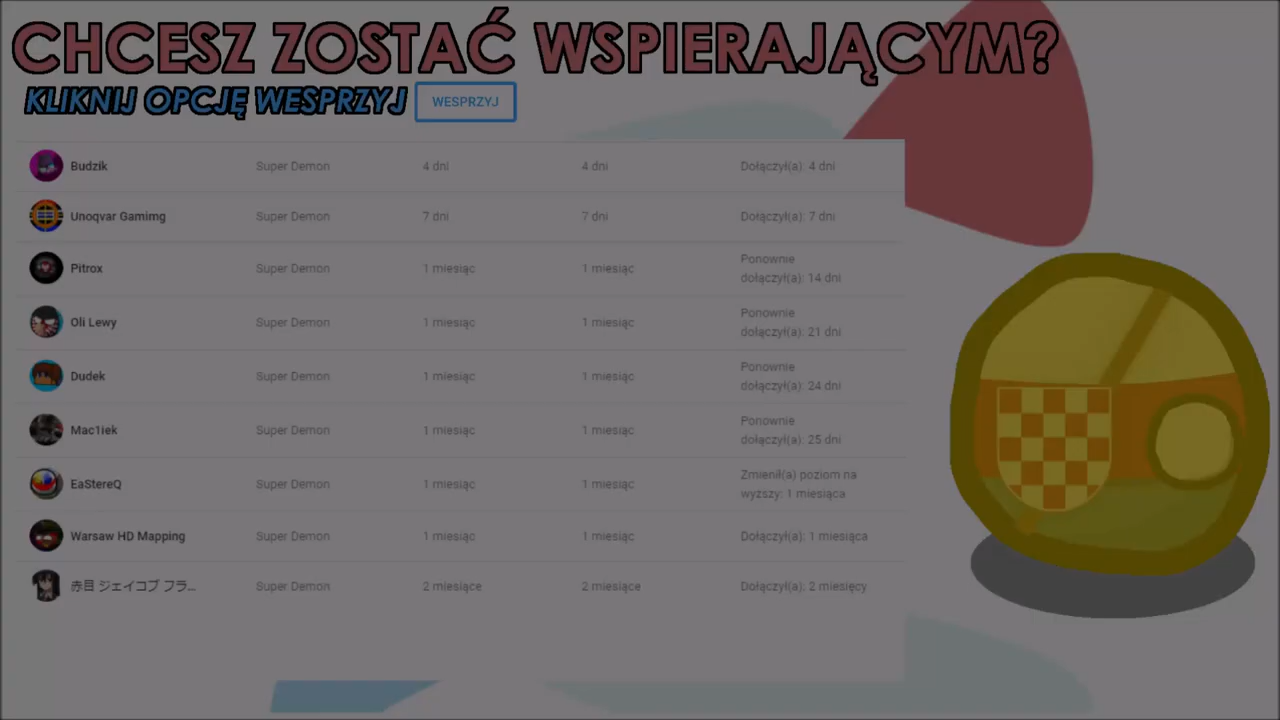 CHCESZ ZOSTAĆ WSPIERAJĄCYM?
KLIKNIJ OPCJĘ WESPRZYJ WESPRZYJ
Budzik Super Demon 4 dni 4 dni Dołączył(a): 4 dni
Unoqvar Gamimg Super Demon 7 dni 7 dni Dołączył(a): 7 dni
Pitrox Super Demon 1 miesiąc 1 miesiąc Ponownie
dołączył(a): 14 dni
Oli Lewy Super Demon 1 miesiąc 1 miesiąc Ponownie
dołączył(a): 21 dni
Dudek Super Demon 1 miesiąc 1 miesiąc Ponownie
dołączył(a): 24 dni
Mac1iek Super Demon 1 miesiąc 1 miesiąc Ponownie
dołączył(a): 25 dni
EaStereQ Super Demon 1 miesiąc 1 miesiąc Zmienił(a) poziom na
wyższy: 1 miesiąca
Warsaw HD Mapping Super Demon 1 miesiąc 1 miesiąc Dołączył(a): 1 miesiąca
赤目 ジェイコブ フラ... Super Demon 2 miesiące 2 miesiące Dołączył(a): 2 miesięcy